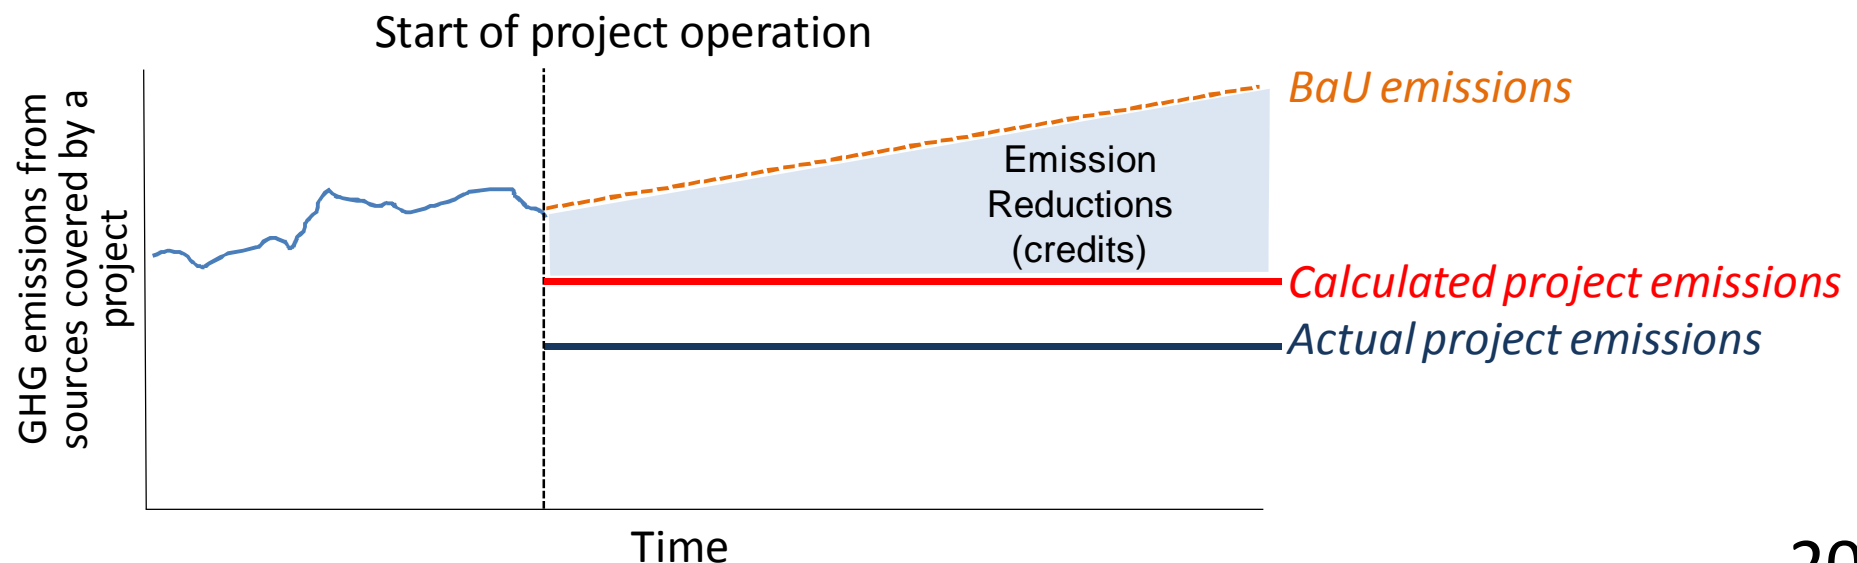 Start of project operation
GHG emissions from
sources covered by a
project
BaU emissions
Emission
Reductions
(credits)
Calculated project emissions
Actual project emissions
Time
20